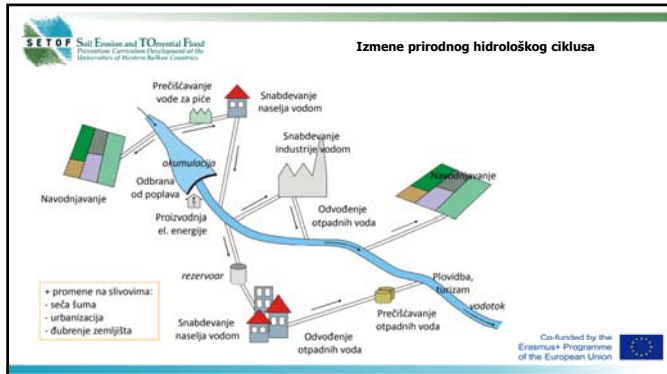 SETOF
Soil Erosion and TOrrential Flood
Prevention: Curriculum Development at the
Universities of Western Balkan Countries
Izmene prirodnog hidrološkog ciklusa
Prečišćavanje
vode za piće
Snabdevanje
naselja vodom
Snabdevanje
industrije vodom
akumulacija
Navodnjavanje
Odbrana
od poplava
Navodnjavanje
Proizvodnja
el. energije
Odvođenje
otpadnih voda
rezervoar
Plovidba,
turizam
+ promene na slivovima:
- seča šuma
- urbanizacija
- đubrenje zemljišta
Snabdevanje
naselja vodom
Odvođenje
otpadnih voda
Prečišćavanje
otpadnih voda
vodotok
Co-funded by the
Erasmus+ Programme
of the European Union